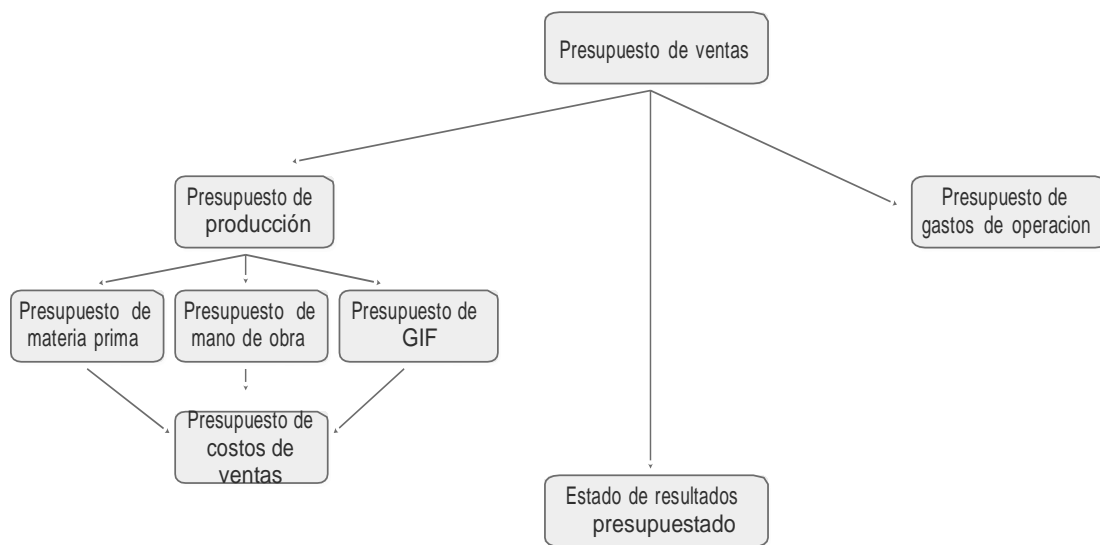 Presupuesto de ventas
Presupuesto de
producción
Presupuesto de
gastos de operacion
Presupuesto de
materia prima
Presupuesto de
mano de obra
Presupuesto de
GIF
Presupuesto de
costos de
ventas
Estado de resultados
presupuestado